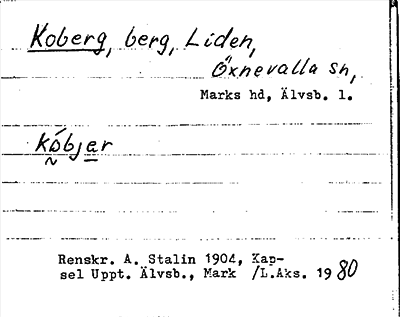 Koberg, berg, Liden,
Öxnevalla sn,
Marks hd, Älvsb. l.
kóbjer
Renskr. A. Stalin 1904, Kap-
sel Uppt. Älvsb., Mark /L.Aks. 1980